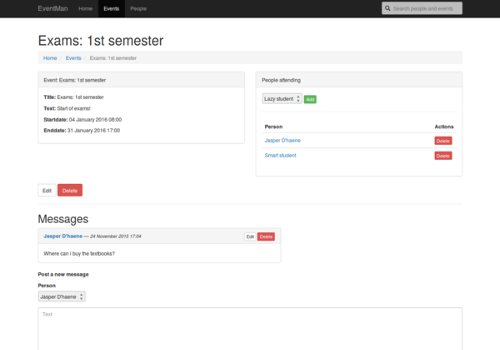 EventMan Home Events People Search people and events
Exams: 1st semester
Home / Events / Exams: 1st semester
Event: Exams: 1st semester
Title: Exams: 1st semester
Text: Start of exams!
Startdate: 04 January 2016 08:00
Enddate: 31 January 2016 17:00
People attending
Lazy student Add
Person Actions
Jasper D'haene Delete
Smart student Delete
Edit Delete
Messages
Jasper D'haene — 24 November 2015 17:04 Edit Delete
Where can I buy the textbooks?
Post a new message
Person
Jasper D'haene
Text